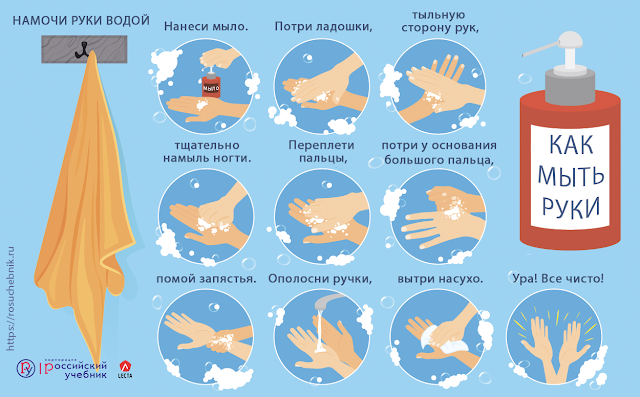 НАМОЧИ РУКИ ВОДОЙ
Нанеси мыло.
МЫЛО
Потри ладошки,
тыльную
сторону рук,
тщательно
намыль ногти.
Переплети
пальцы,
потри у основания
большого пальца,
КАК
МЫТЬ
РУКИ
помой запястья.
Ополосни ручки,
вытри насухо.
Ура! Все чисто!
https://rosuchebnik.ru
корпорация
российский
учебник
LECTA